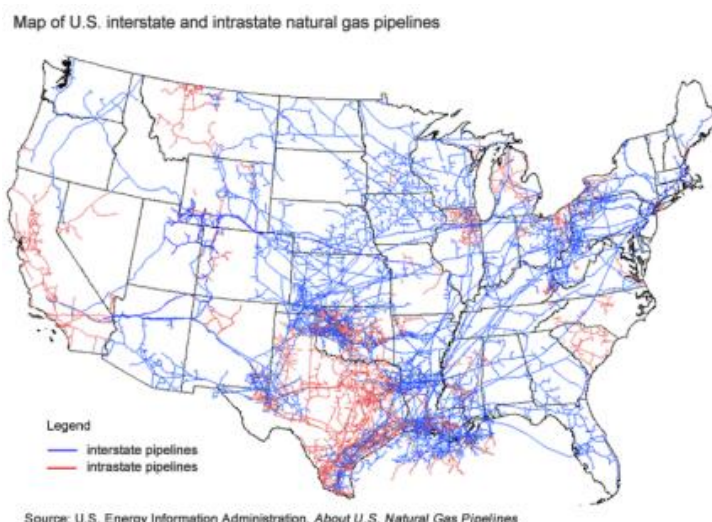 Map of U.S. interstate and intrastate natural gas pipelines
Legend
interstate pipelines
intrastate pipelines
Source: U.S. Energy Information Administration, About U.S. Natural Gas Pipelines